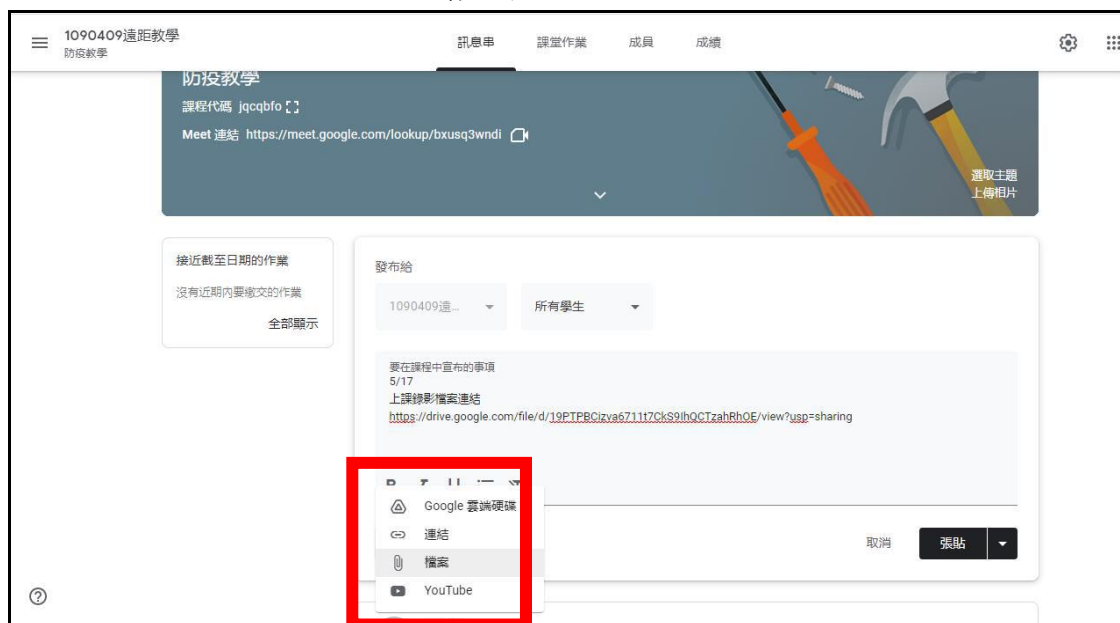 1090409遠距教學
防疫教學
訊息串 課堂作業 成員 成績
防疫教學
課程代碼 jqcqbfo
Meet 連結 https://meet.google.com/lookup/bxusq3wndi
選取主題
上傳相片
接近截至日期的作業
沒有近期內要繳交的作業
全部顯示
發布給
1090409遠... 所有學生
要在課程中宣布的事項
5/17
上課錄影檔案連結
https://drive.google.com/file/d/19PTPBCizva6711t7CkS9IhQCTzahRhOE/view?usp=sharing
Google 雲端硬碟
連結
檔案
YouTube
取消 張貼